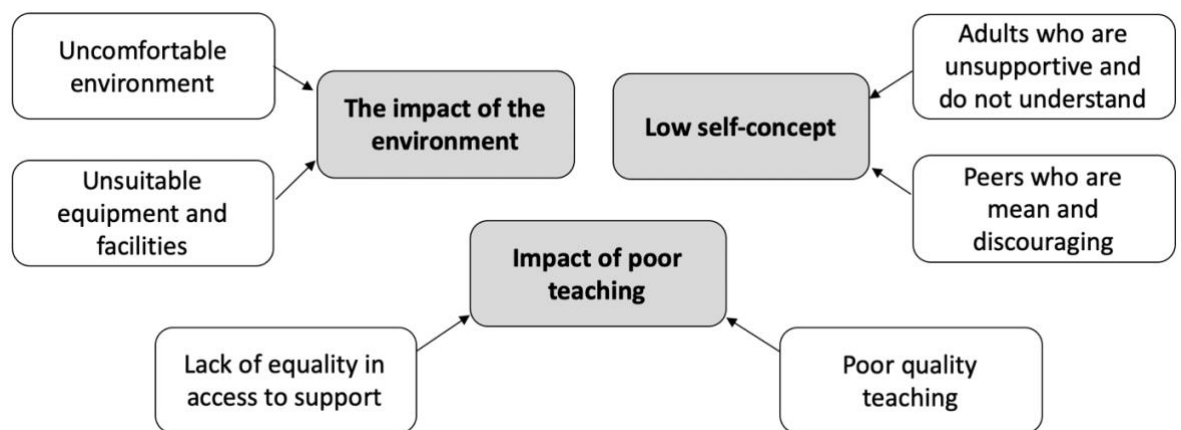 Uncomfortable
environment
Unsuitable
equipment and
facilities
The impact of the
environment
Low self-concept
Adults who are
unsupportive and
do not understand
Peers who are
mean and
discouraging
Impact of poor
teaching
Lack of equality in
access to support
Poor quality
teaching